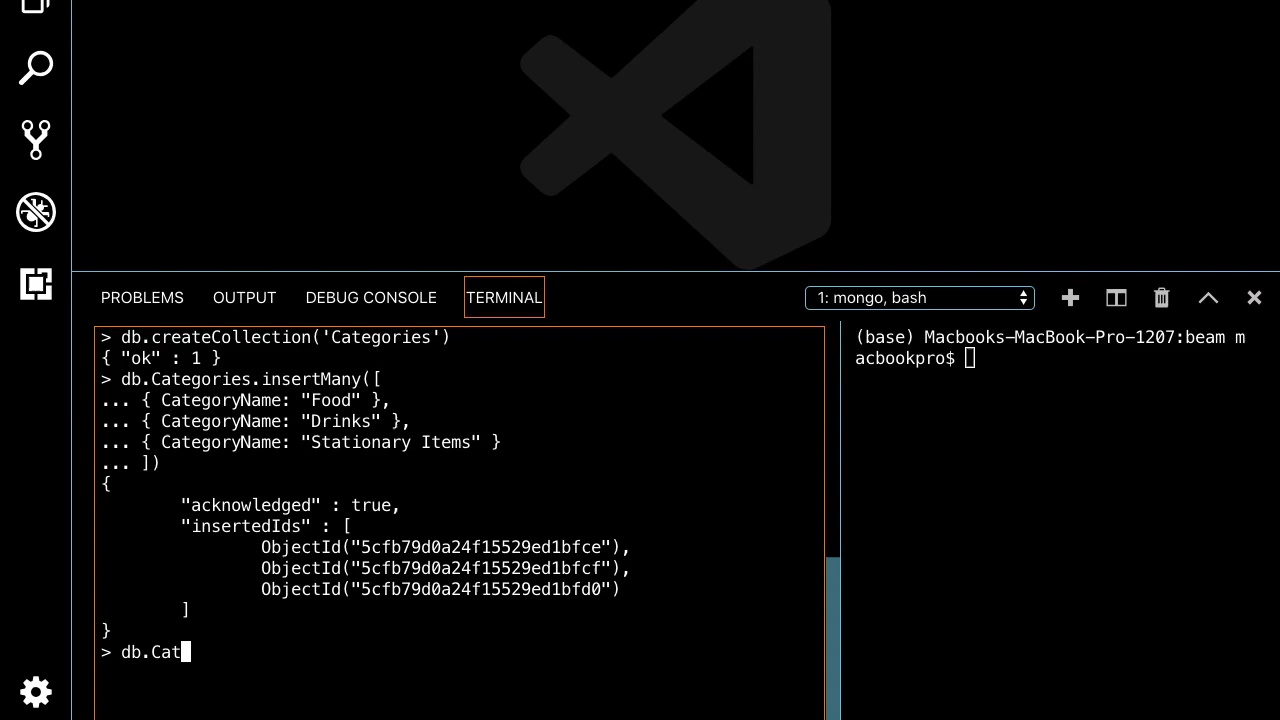 PROBLEMS OUTPUT DEBUG CONSOLE TERMINAL 1: mongo, bash
> db.createCollection('Categories')
{ "ok" : 1 }
> db.Categories.insertMany([
... { CategoryName: "Food" },
... { CategoryName: "Drinks" },
... { CategoryName: "Stationary Items" }
... ])
{
"acknowledged" : true,
"insertedIds" : [
ObjectId("5cfb79d0a24f15529ed1bfce"),
ObjectId("5cfb79d0a24f15529ed1bfcf"),
ObjectId("5cfb79d0a24f15529ed1bfd0")
]
}
> db.Cat
(base) Macbooks-MacBook-Pro-1207:beam m
acbookpro$